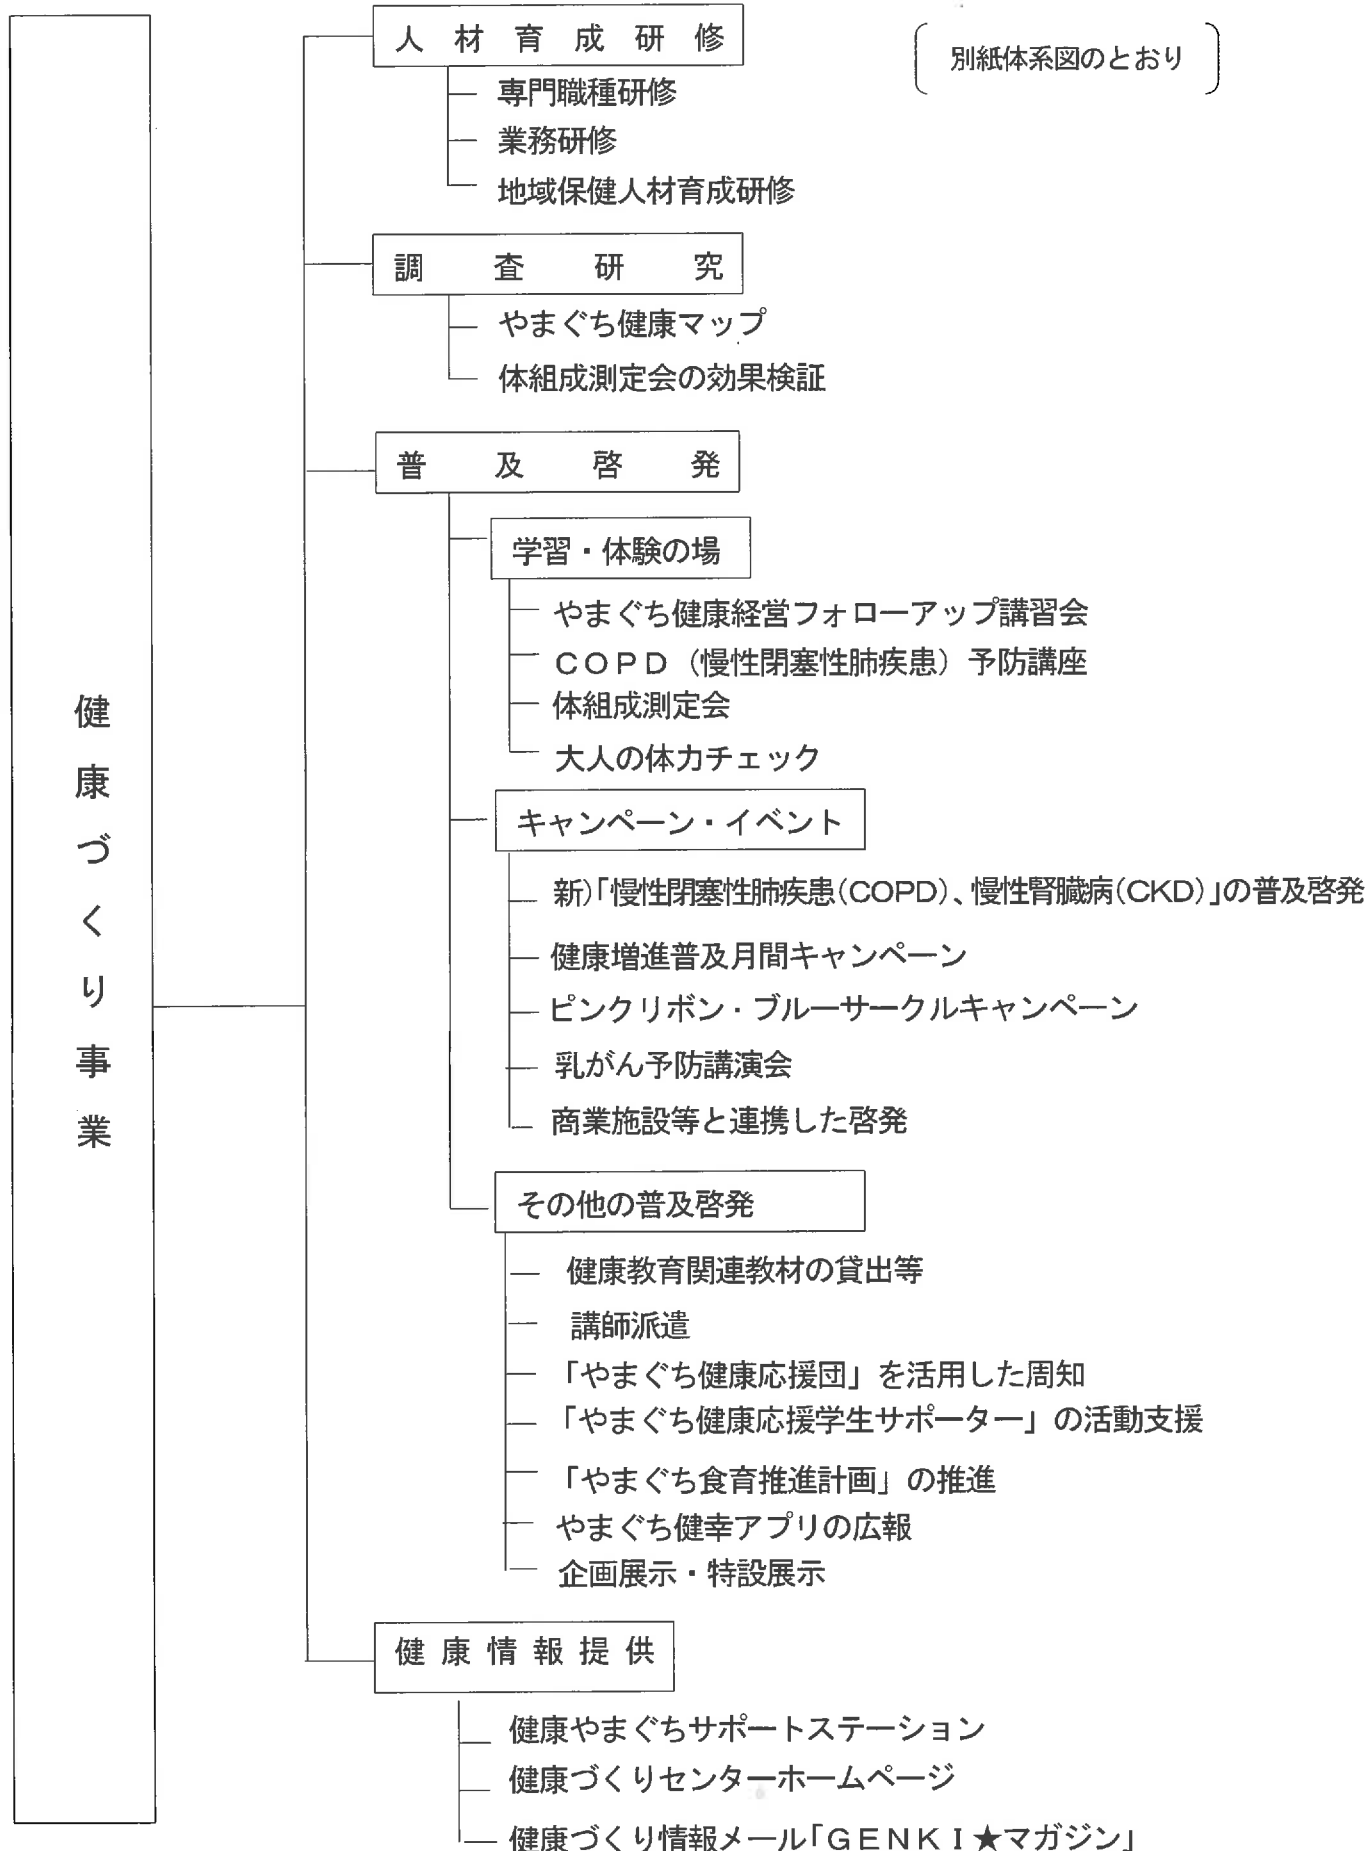 人材育成研修
別紙体系図のとおり
専門職種研修
業務研修
地域保健人材育成研修
調査研究
やまぐち健康マップ
体組成測定会の効果検証
普及啓発
学習・体験の場
やまぐち健康経営フォローアップ講習会
COPD（慢性閉塞性肺疾患）予防講座
体組成測定会
大人の体力チェック
健康づくり事業
キャンペーン・イベント
新)「慢性閉塞性肺疾患(COPD)、慢性腎臓病(CKD)」の普及啓発
健康増進普及月間キャンペーン
ピンクリボン・ブルーサークルキャンペーン
乳がん予防講演会
商業施設等と連携した啓発
その他の普及啓発
健康教育関連教材の貸出等
講師派遣
「やまぐち健康応援団」を活用した周知
「やまぐち健康応援学生サポーター」の活動支援
「やまぐち食育推進計画」の推進
やまぐち健幸アプリの広報
企画展示・特設展示
健康情報提供
健康やまぐちサポートステーション
健康づくりセンターホームページ
健康づくり情報メール「GENKI★マガジン」